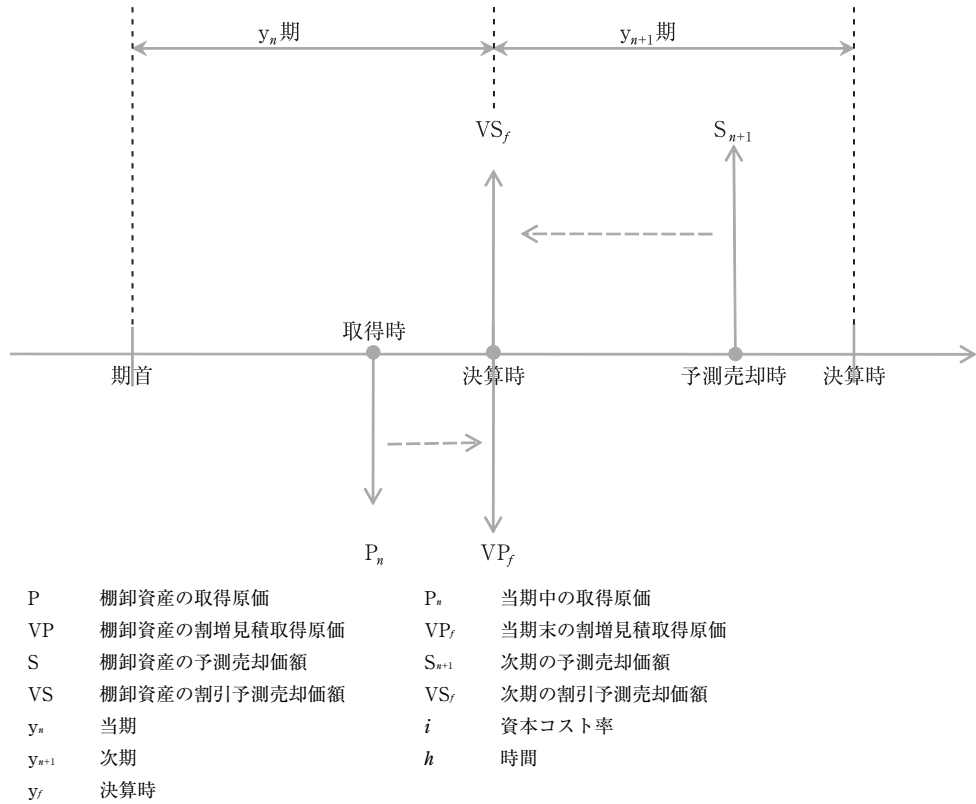 yn期 yn+1期
VSf Sn+1
取得時
期首 決算時 予測売却時 決算時
Pn VPf
P 棚卸資産の取得原価 Pn 当期中の取得原価
VP 棚卸資産の割増見積取得原価 VPf 当期末の割増見積取得原価
S 棚卸資産の予測売却価額 Sn+1 次期の予測売却価額
VS 棚卸資産の割引予測売却価額 VSf 次期の割引予測売却価額
yn 当期 i 資本コスト率
yn+1 次期 h 時間
yf 決算時